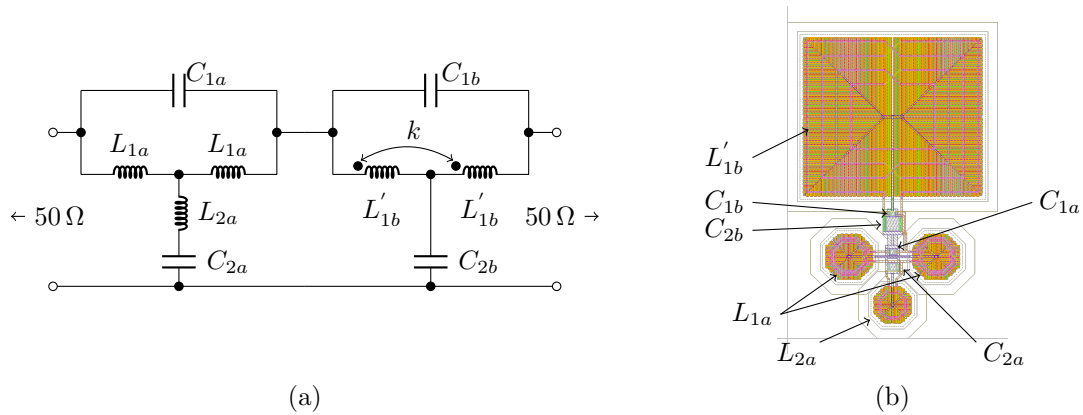 C1a
C1b
k
L1a
L1a
L'1b
L'1b
← 50 Ω
L2a
50 Ω →
C2a
C2b
(a)
L'1b
C1b
C1a
C2b
L1a
L2a
C2a
(b)